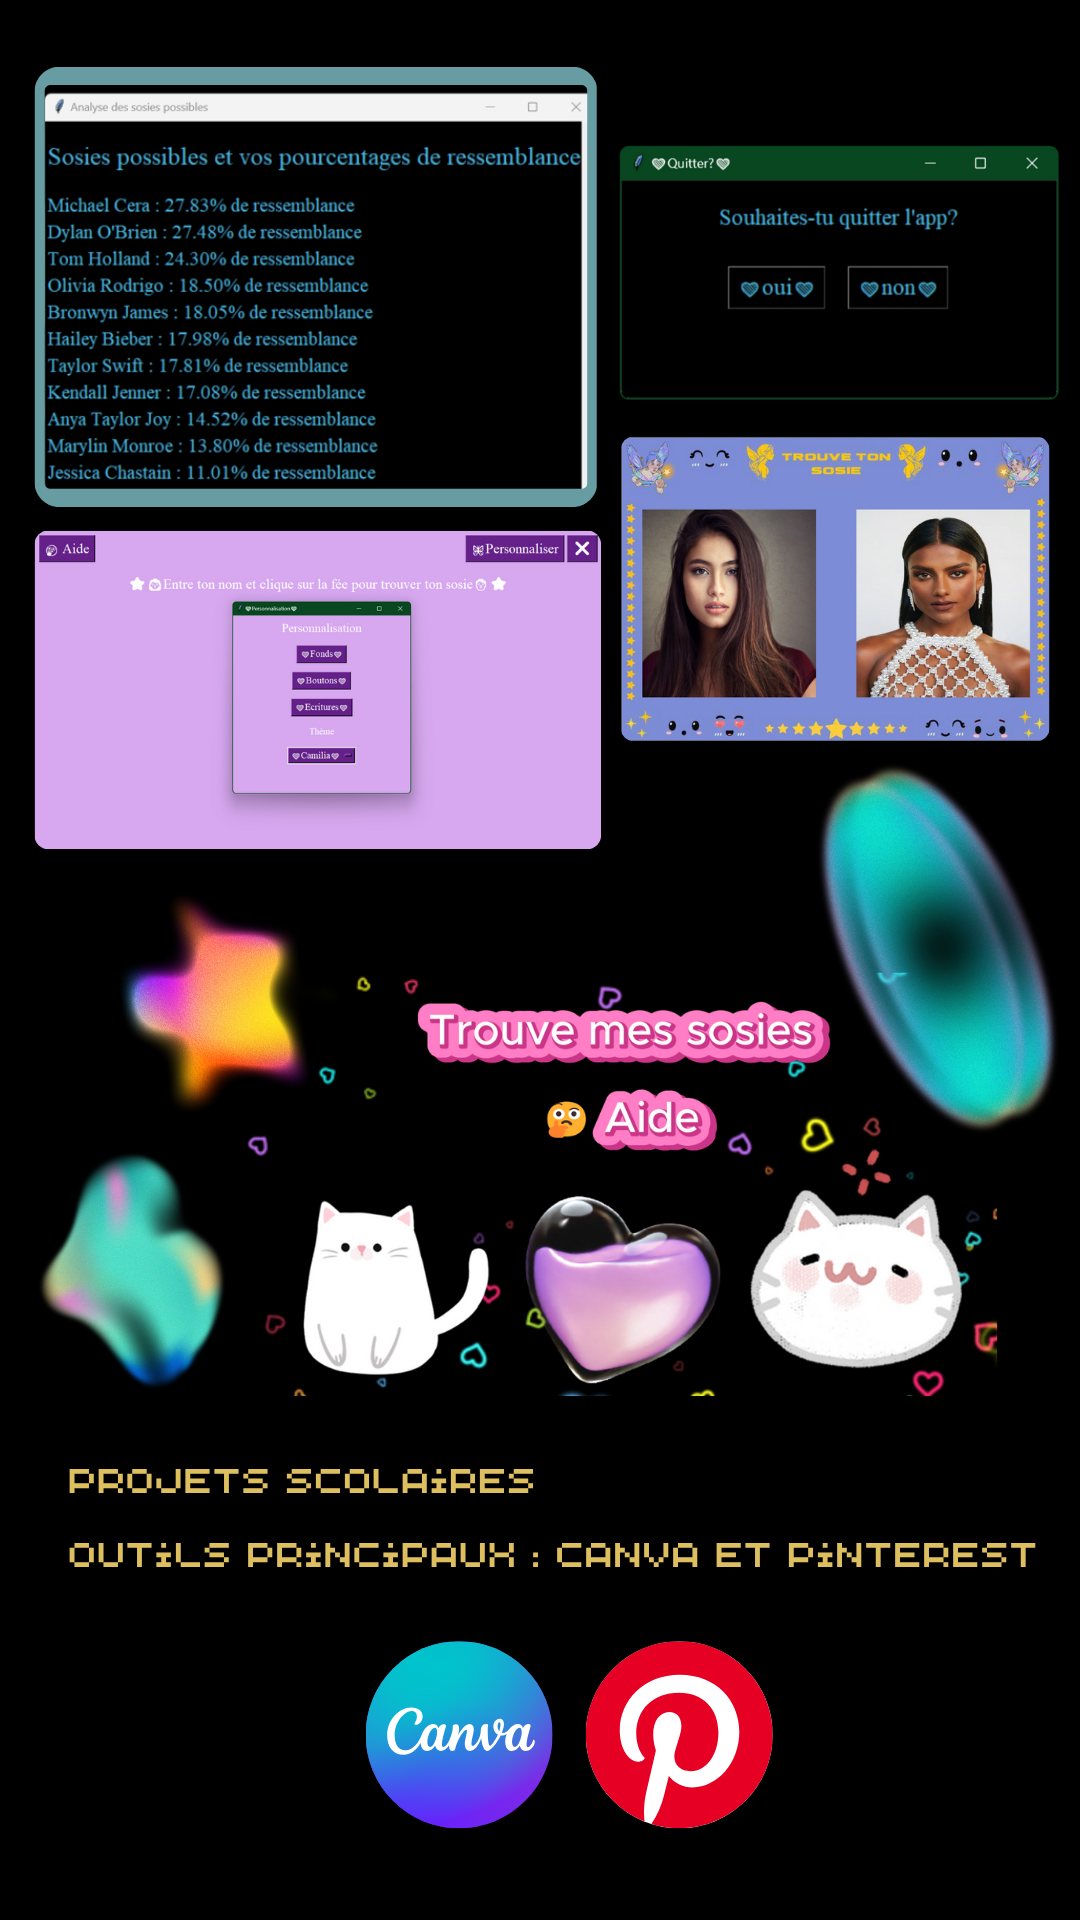 Analyse des sosies possibles
Sosies possibles et vos pourcentages de ressemblance
Michael Cera : 27.83% de ressemblance
Dylan O'Brien : 27.48% de ressemblance
Tom Holland : 24.30% de ressemblance
Olivia Rodrigo : 18.50% de ressemblance
Bronwyn James : 18.05% de ressemblance
Hailey Bieber : 17.98% de ressemblance
Taylor Swift : 17.81% de ressemblance
Kendall Jenner : 17.08% de ressemblance
Anya Taylor Joy : 14.52% de ressemblance
Marylin Monroe : 13.80% de ressemblance
Jessica Chastain : 11.01% de ressemblance
Quitter?
Souhaites-tu quitter l'app?
oui
non
TROUVE TON
SOSIE
Aide
Personnaliser
Entre ton nom et clique sur la fée pour trouver ton sosie
Personnalisation
Personnalisation
Fonds
Boutons
Ecritures
Thème
Camilia
Trouve mes sosies
Aide
PROJETS SCOLAiRES
OUTiLS PRiNCiPAUX : CANVA ET PiNTEREST
Canva